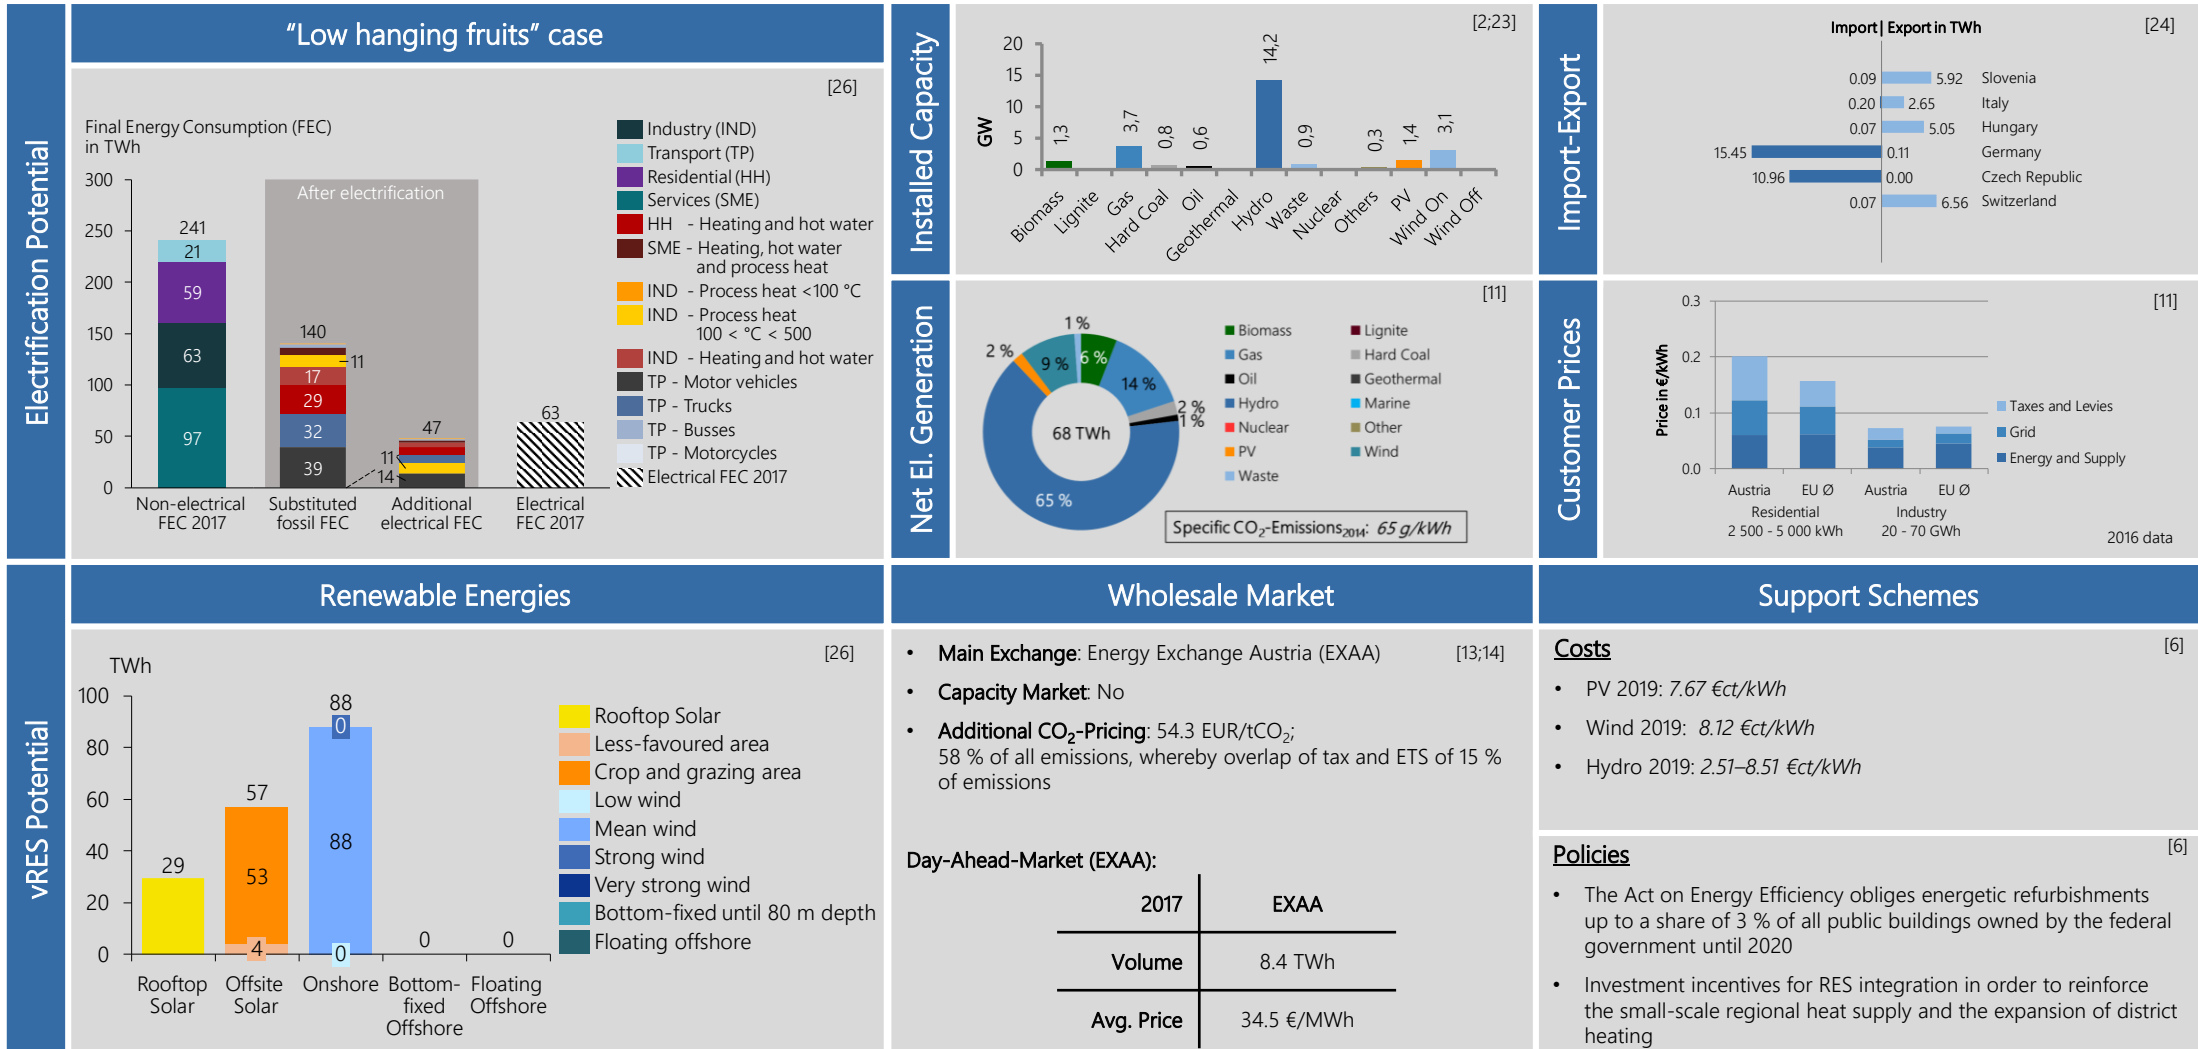 "Low hanging fruits" case
Electrification Potential
[26]
Final Energy Consumption (FEC)
in TWh
300
250
200
150
100
50
0
After electrification
241
21
59
63
97
140
11
17
29
32
39
47
11
14
63
Non-electrical
FEC 2017
Substituted
fossil FEC
Additional
electrical FEC
Electrical
FEC 2017
Industry (IND)
Transport (TP)
Residential (HH)
Services (SME)
HH - Heating and hot water
SME - Heating, hot water
and process heat
IND - Process heat <100 °C
IND - Process heat
100 < °C < 500
IND - Heating and hot water
TP - Motor vehicles
TP - Trucks
TP - Busses
TP - Motorcycles
Electrical FEC 2017
Installed Capacity
[2;23]
GW
20
15
10
5
0
1,3
3,7
0,8
0,6
14,2
0,9
0,3
1,4
3,1
Biomass
Lignite
Gas
Hard Coal
Oil
Geothermal
Hydro
Waste
Nuclear
Others
PV
Wind On
Wind Off
Import-Export
Import | Export in TWh
[24]
0.09 5.92 Slovenia
0.20 2.65 Italy
0.07 5.05 Hungary
15.45 0.11 Germany
10.96 0.00 Czech Republic
0.07 6.56 Switzerland
Net El. Generation
[11]
1 %
2 %
9 %
6 %
14 %
2 %
1 %
65 %
68 TWh
Biomass
Lignite
Gas
Hard Coal
Oil
Geothermal
Hydro
Marine
Nuclear
Other
PV
Wind
Waste
Specific CO₂-Emissions₂₀₁₄: 65 g/kWh
Customer Prices
[11]
Price in €/kWh
0.3
0.2
0.1
0.0
Austria
EU Ø
Austria
EU Ø
Residential
2 500 - 5 000 kWh
Industry
20 - 70 GWh
Taxes and Levies
Grid
Energy and Supply
2016 data
Renewable Energies
vRES Potential
[26]
TWh
100
80
60
40
20
0
29
57
53
4
88
0
88
0
0
0
Rooftop
Solar
Offsite
Solar
Onshore
Bottom-
fixed
Offshore
Floating
Offshore
Rooftop Solar
Less-favoured area
Crop and grazing area
Low wind
Mean wind
Strong wind
Very strong wind
Bottom-fixed until 80 m depth
Floating offshore
Wholesale Market
• Main Exchange: Energy Exchange Austria (EXAA) [13;14]
• Capacity Market: No
• Additional CO₂-Pricing: 54.3 EUR/tCO₂;
58 % of all emissions, whereby overlap of tax and ETS of 15 %
of emissions
Day-Ahead-Market (EXAA):
2017 EXAA
Volume 8.4 TWh
Avg. Price 34.5 €/MWh
Support Schemes
Costs [6]
• PV 2019: 7.67 €ct/kWh
• Wind 2019: 8.12 €ct/kWh
• Hydro 2019: 2.51–8.51 €ct/kWh
Policies [6]
• The Act on Energy Efficiency obliges energetic refurbishments
up to a share of 3 % of all public buildings owned by the federal
government until 2020
• Investment incentives for RES integration in order to reinforce
the small-scale regional heat supply and the expansion of district
heating